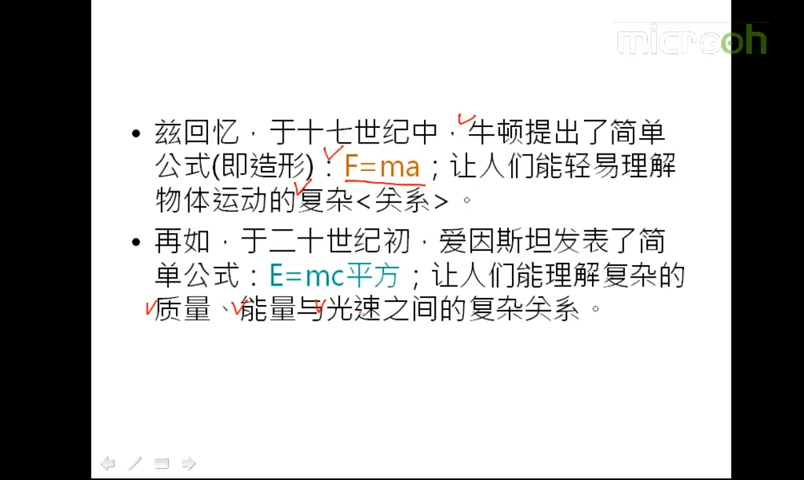 microoh
• 兹回忆，于十七世纪中，牛顿提出了简单
公式(即造形)：F=ma；让人们能轻易理解
物体运动的复杂<关系>。
• 再如，于二十世纪初，爱因斯坦发表了简
单公式：E=mc平方；让人们能理解复杂的
质量、能量与光速之间的复杂关系。